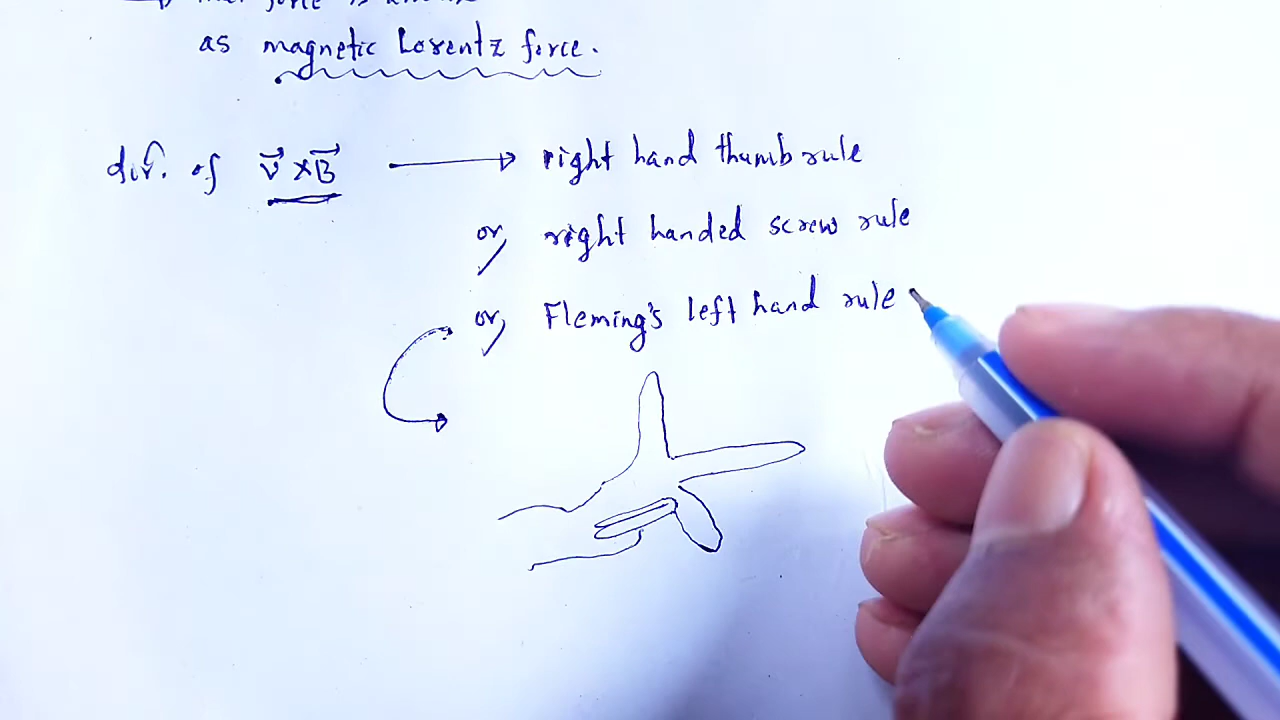 as magnetic Lorentz force.
dir. of v⃗ × B⃗ → right hand thumb rule
or, right handed screw rule
or, Fleming's left hand rule